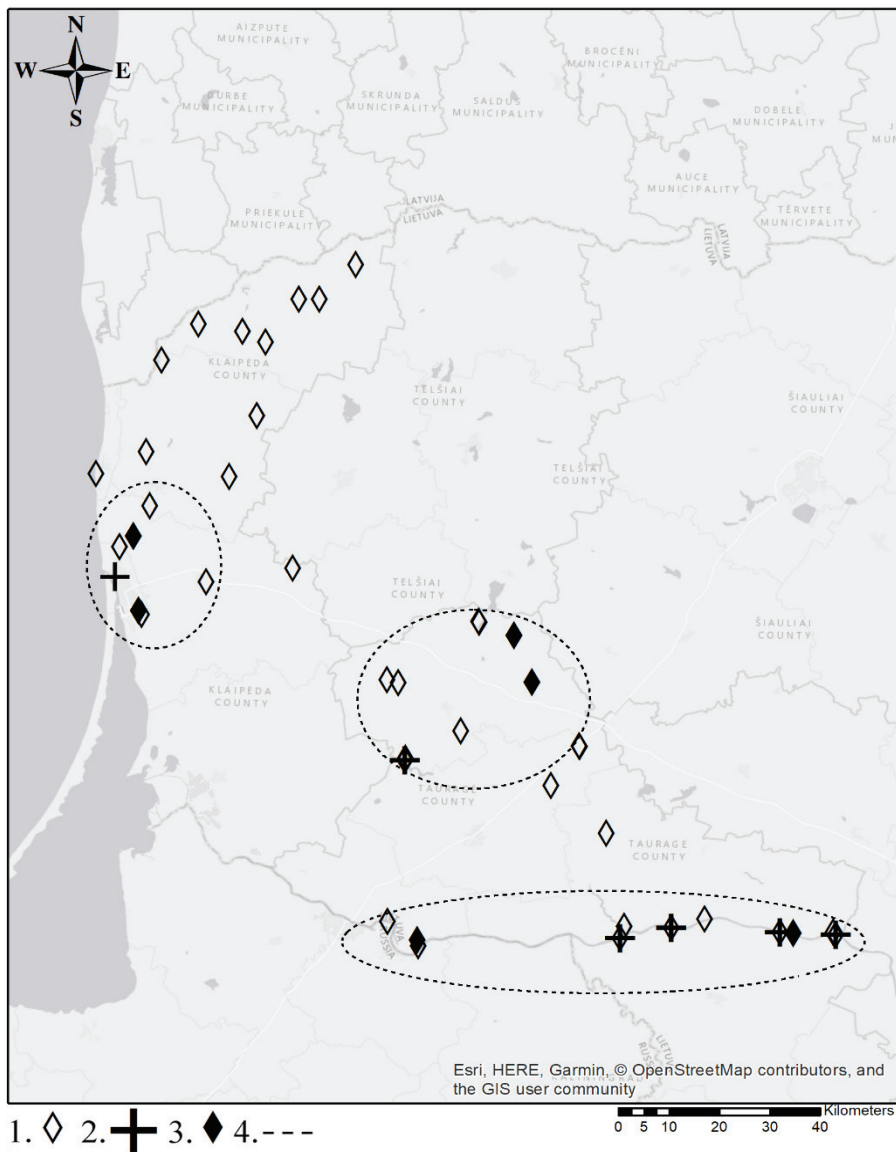 AIZPUTE
MUNICIPALITY
BROCĒNI
MUNICIPALITY
N
W E
S
DURBE
MUNICIPALITY
SKRUNDA
MUNICIPALITY
SALDUS
MUNICIPALITY
DOBELE
MUNICIPALITY
AUCE
MUNICIPALITY
PRIEKULE
MUNICIPALITY
LATVIJA
LIETUVA
TĒRVETE
MUNICIPALITY
LATVIJA
LIETUVA
KLAIPEDA
COUNTY
TELŠIAI
COUNTY
ŠIAULIAI
COUNTY
TELŠIAI
COUNTY
TELŠIAI
COUNTY
ŠIAULIAI
COUNTY
KLAIPEDA
COUNTY
TAURAGE
COUNTY
TAURAGE
COUNTY
RUSSIA
Esri, HERE, Garmin, © OpenStreetMap contributors, and
the GIS user community
Kilometers
0 5 10 20 30 40
1. 2. 3. 4. ---